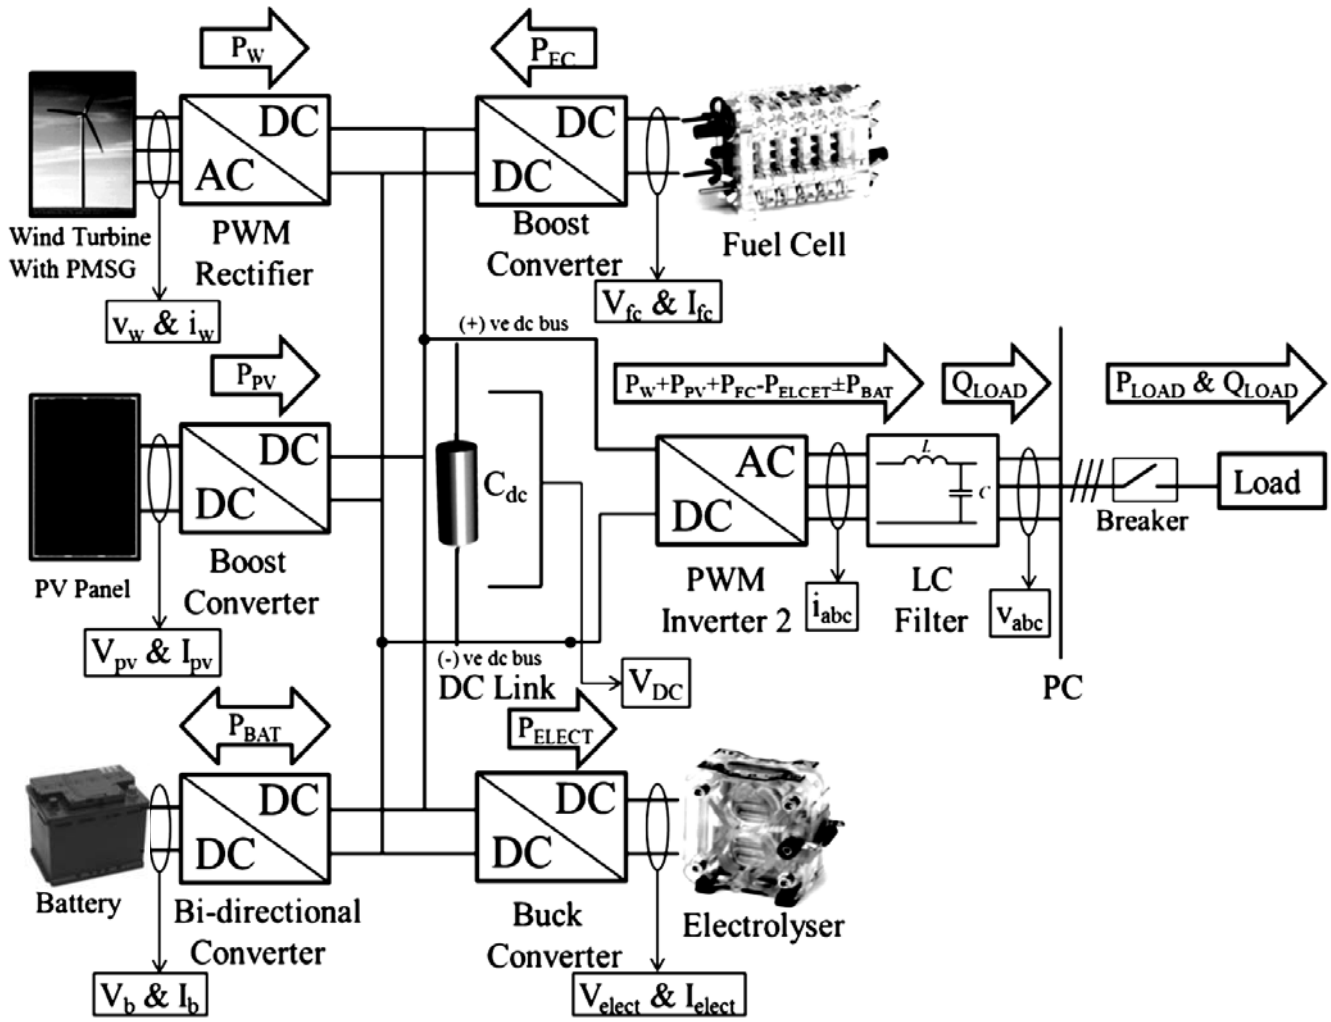 P_W
P_FC
DC
AC
DC
DC
Wind Turbine
With PMSG
PWM
Rectifier
Boost
Converter
Fuel Cell
v_w & i_w
V_fc & I_fc
(+) ve dc bus
P_PV
P_W+P_PV+P_FC-P_ELCET±P_BAT
Q_LOAD
P_LOAD & Q_LOAD
DC
DC
C_dc
AC
DC
L
C
Load
Breaker
PV Panel
Boost
Converter
PWM
Inverter 2
i_abc
LC
Filter
v_abc
V_pv & I_pv
(-) ve dc bus
DC Link
V_DC
PC
P_BAT
P_ELECT
DC
DC
DC
DC
Battery
Bi-directional
Converter
Buck
Converter
Electrolyser
V_b & I_b
V_elect & I_elect